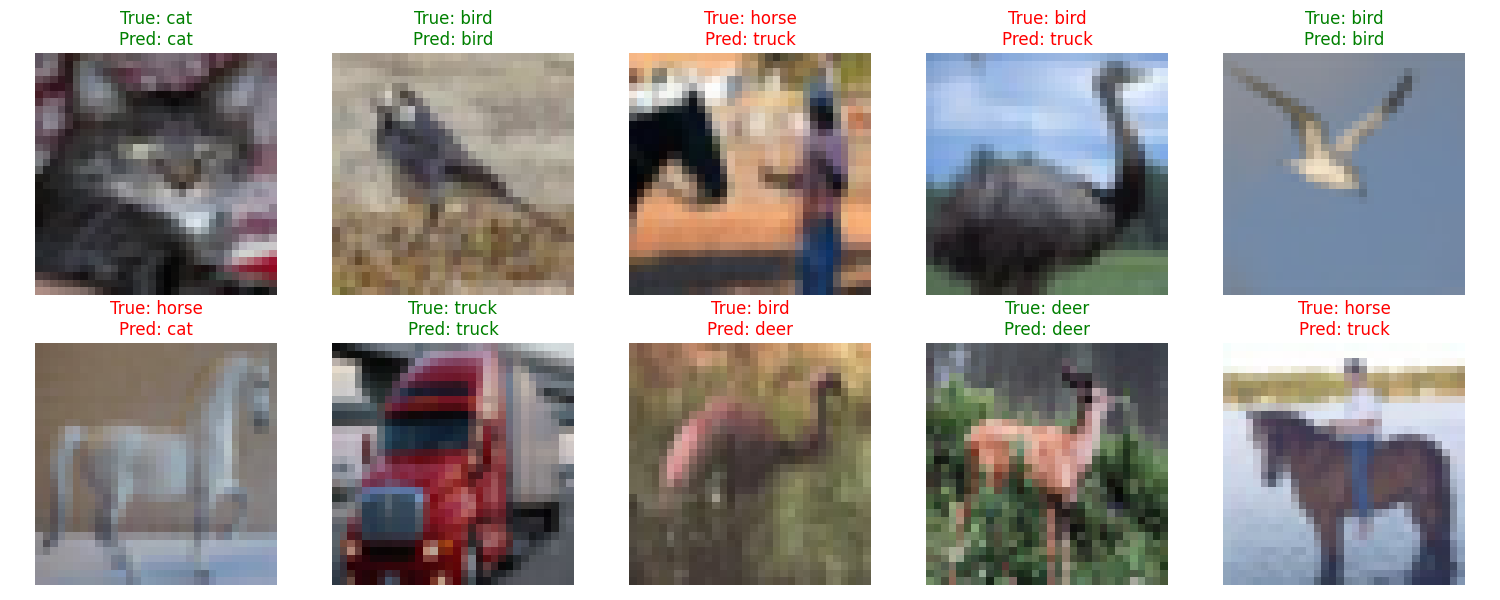 True: cat
Pred: cat
True: bird
Pred: bird
True: horse
Pred: truck
True: bird
Pred: truck
True: bird
Pred: bird
True: horse
Pred: cat
True: truck
Pred: truck
True: bird
Pred: deer
True: deer
Pred: deer
True: horse
Pred: truck